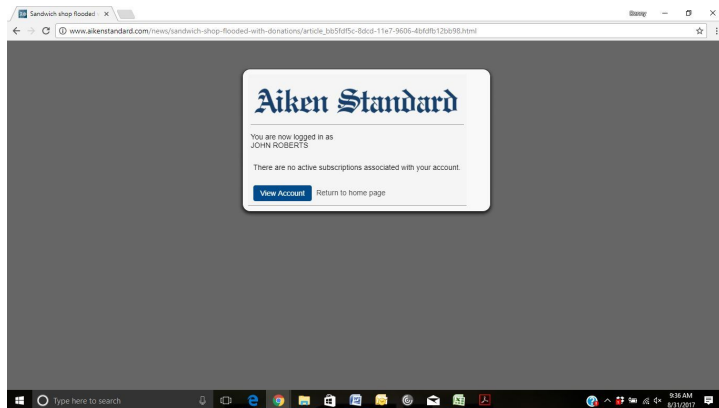 Sandwich shop flooded
www.aikenstandard.com/news/sandwich-shop-flooded-with-donations/article_bb5fdf5c-8dcd-11e7-9606-4bfdfb12bb98.html
Aiken Standard
You are now logged in as
JOHN ROBERTS
There are no active subscriptions associated with your account.
View Account Return to home page
Type here to search
9:36 AM
8/31/2017